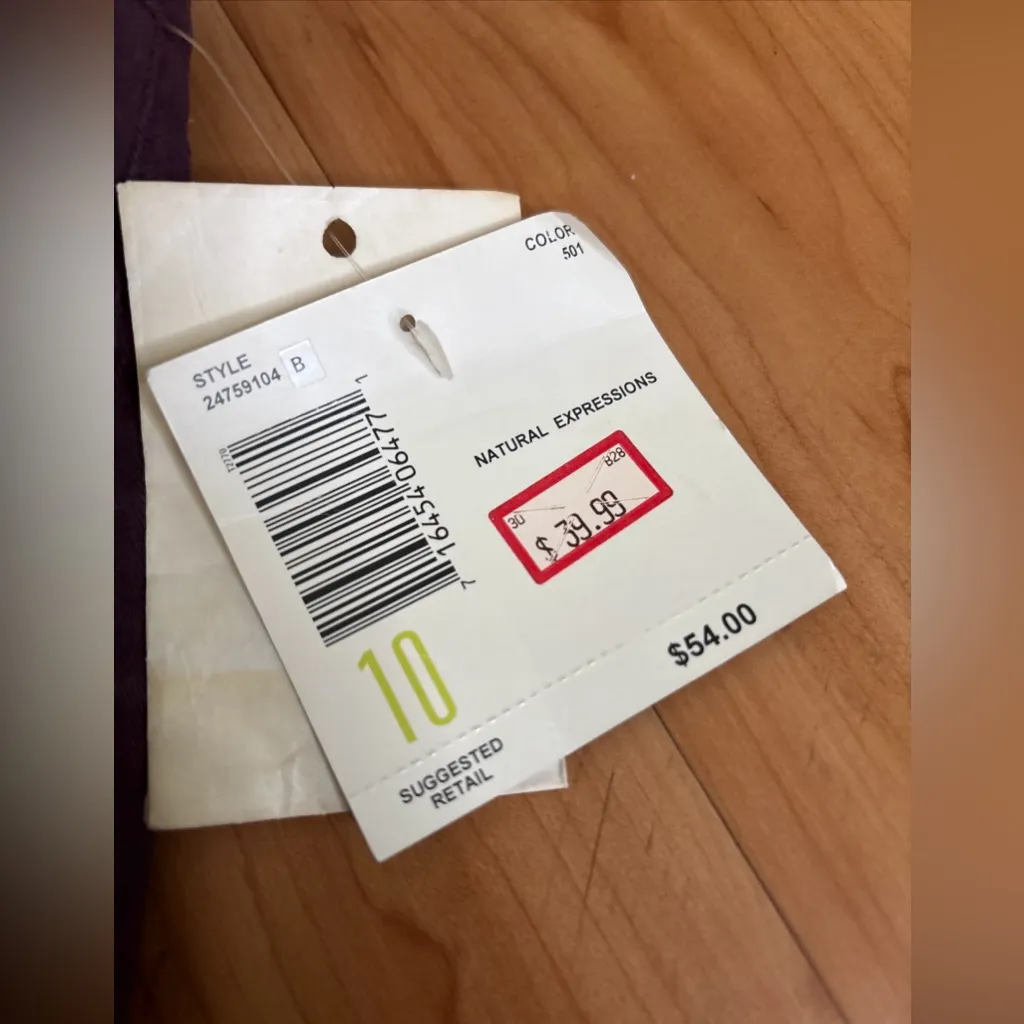 COLOR
501
STYLE
24759104 B
12770
7 16454 06477 1
NATURAL EXPRESSIONS
30 B28
$ 39.99
10
SUGGESTED
RETAIL
$54.00